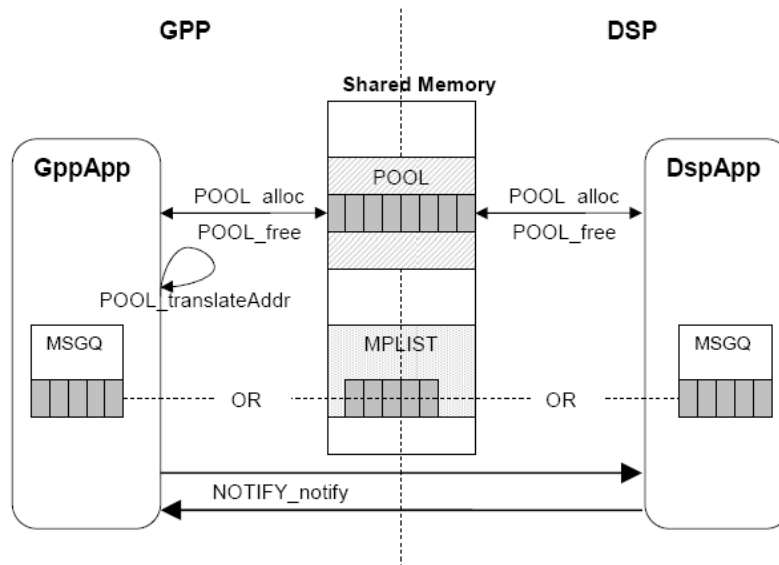 GPP
DSP
Shared Memory
GppApp
POOL
DspApp
POOL_alloc
POOL_alloc
POOL_free
POOL_free
POOL_translateAddr
MSGQ
MPLIST
MSGQ
OR
OR
NOTIFY_notify